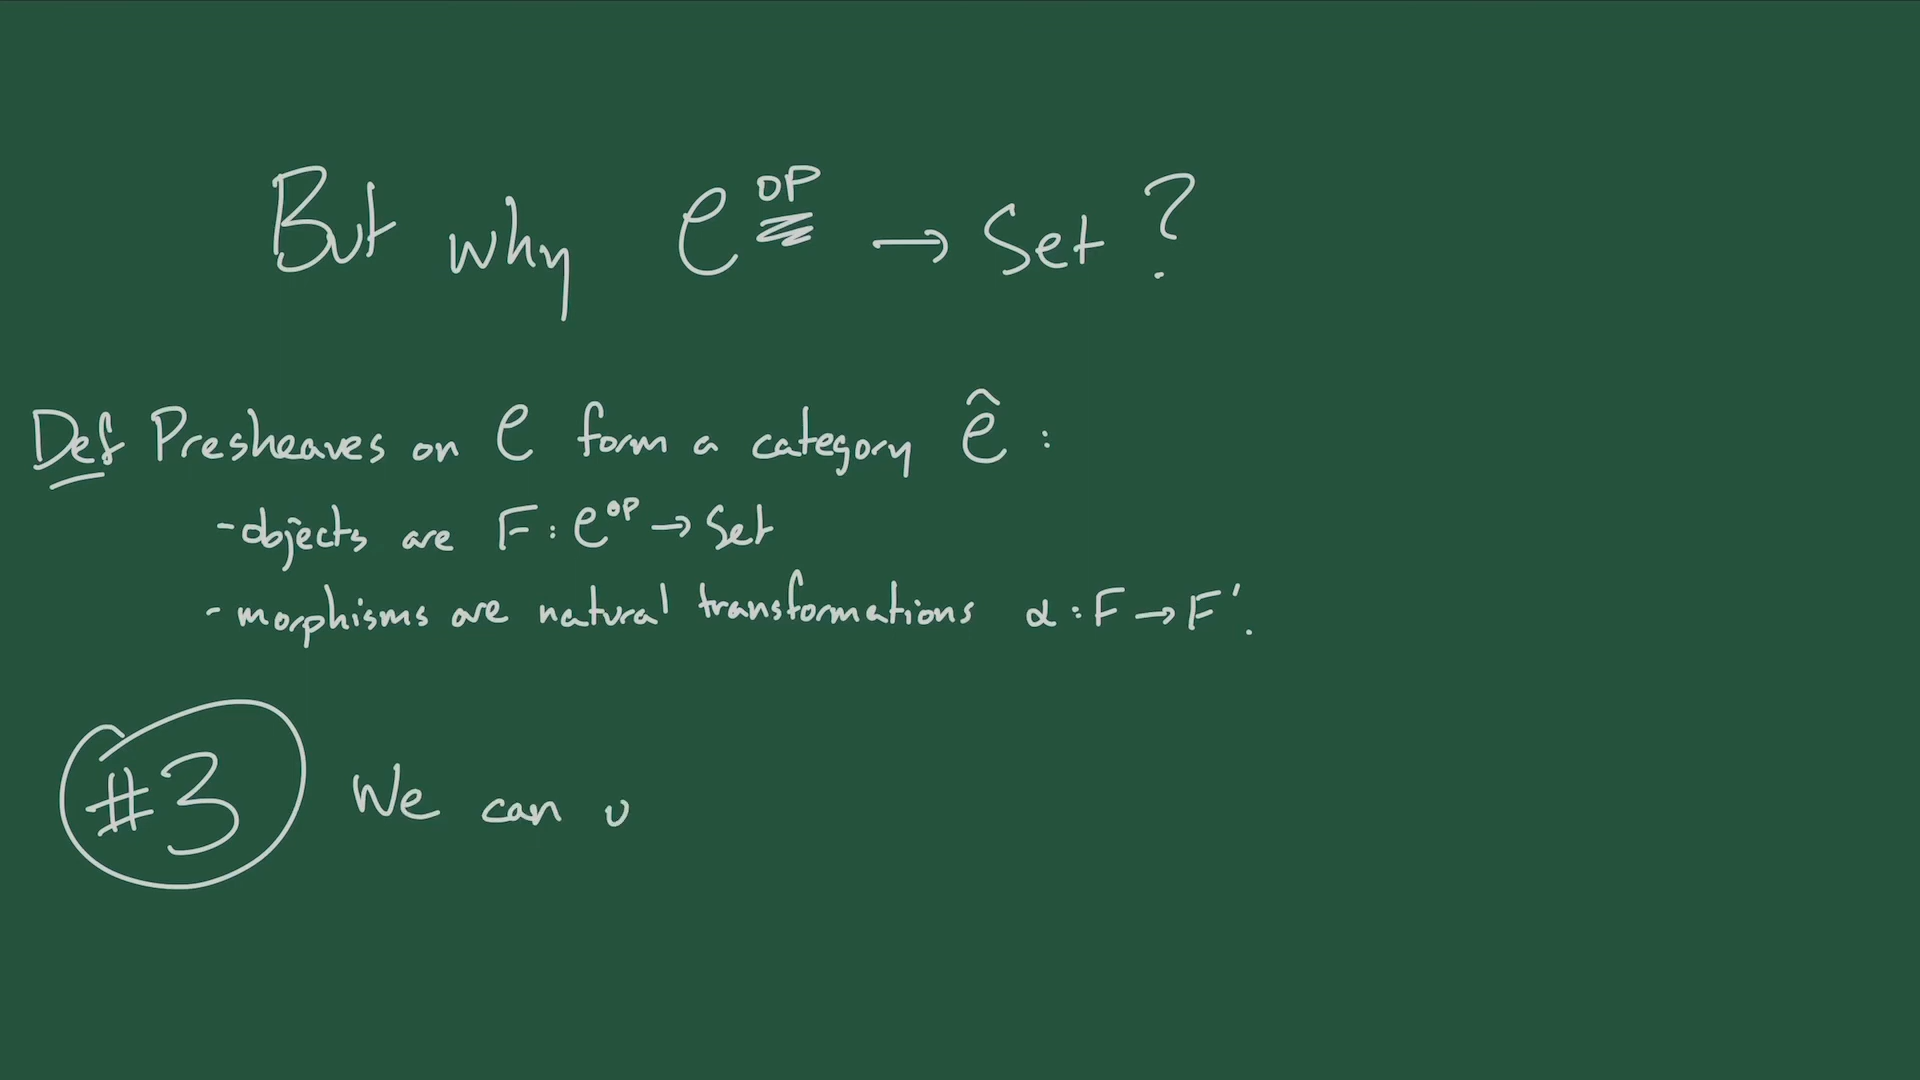 But why C^OP → Set ?
Def Presheaves on C form a category Ĉ :
- objects are F : C^OP → Set
- morphisms are natural transformations α : F → F'.
#3 We can u